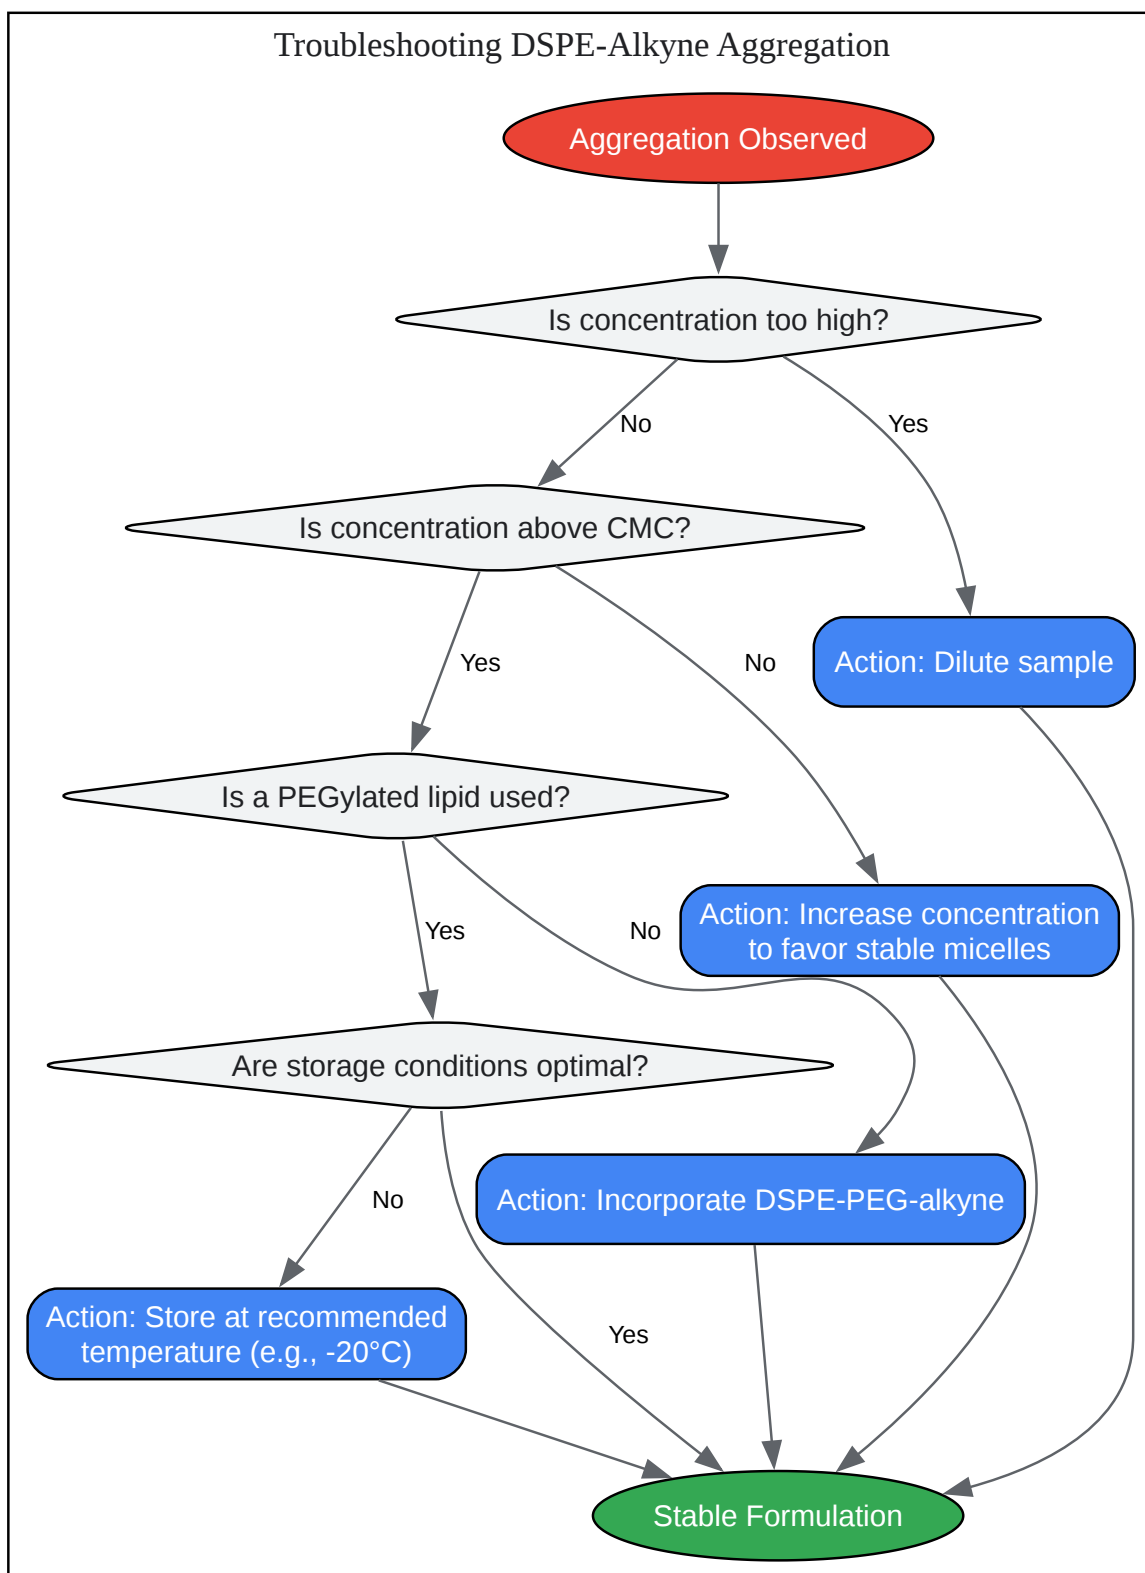 Troubleshooting DSPE-Alkyne Aggregation
Aggregation Observed
Is concentration too high?
No
Yes
Is concentration above CMC?
Yes
No
Action: Dilute sample
Is a PEGylated lipid used?
Yes
No
Action: Increase concentration
to favor stable micelles
Are storage conditions optimal?
No
Action: Incorporate DSPE-PEG-alkyne
Action: Store at recommended
temperature (e.g., -20°C)
Yes
Stable Formulation